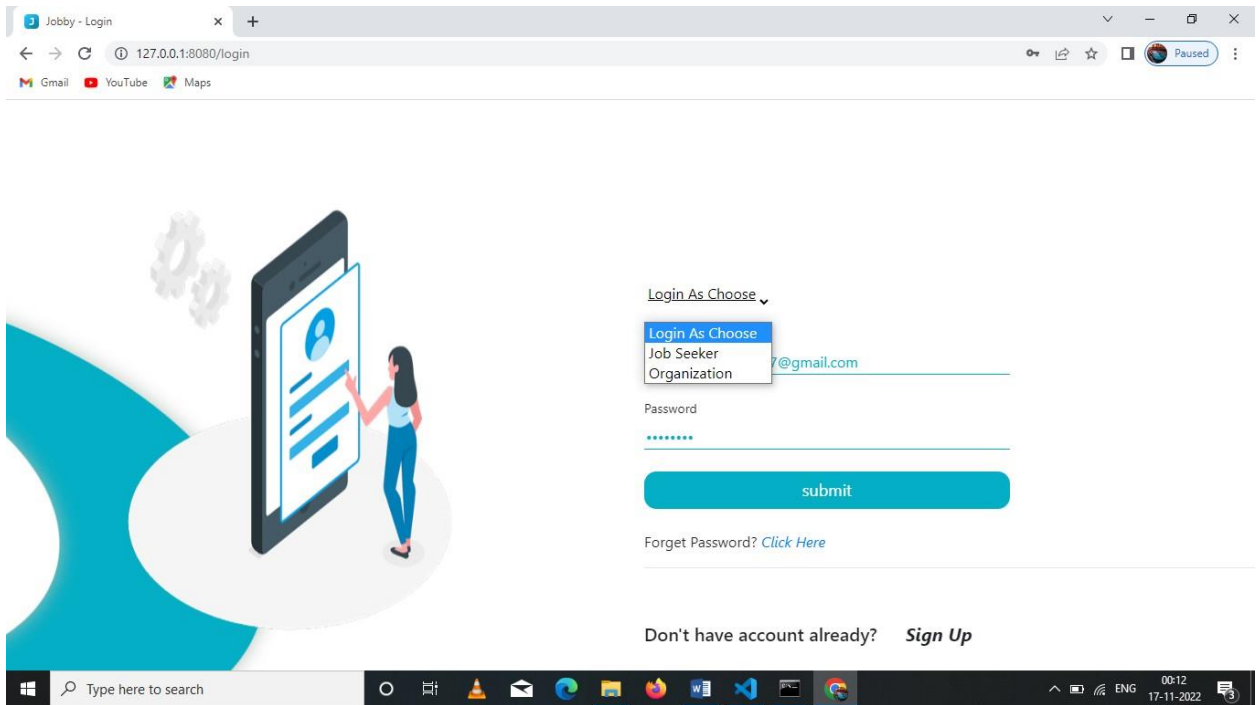 Jobby - Login
127.0.0.1:8080/login
Paused
Gmail YouTube Maps
Login As Choose
Login As Choose
Job Seeker
Organization
7@gmail.com
Password
submit
Forget Password? Click Here
Don't have account already? Sign Up
Type here to search
ENG
00:12
17-11-2022
3